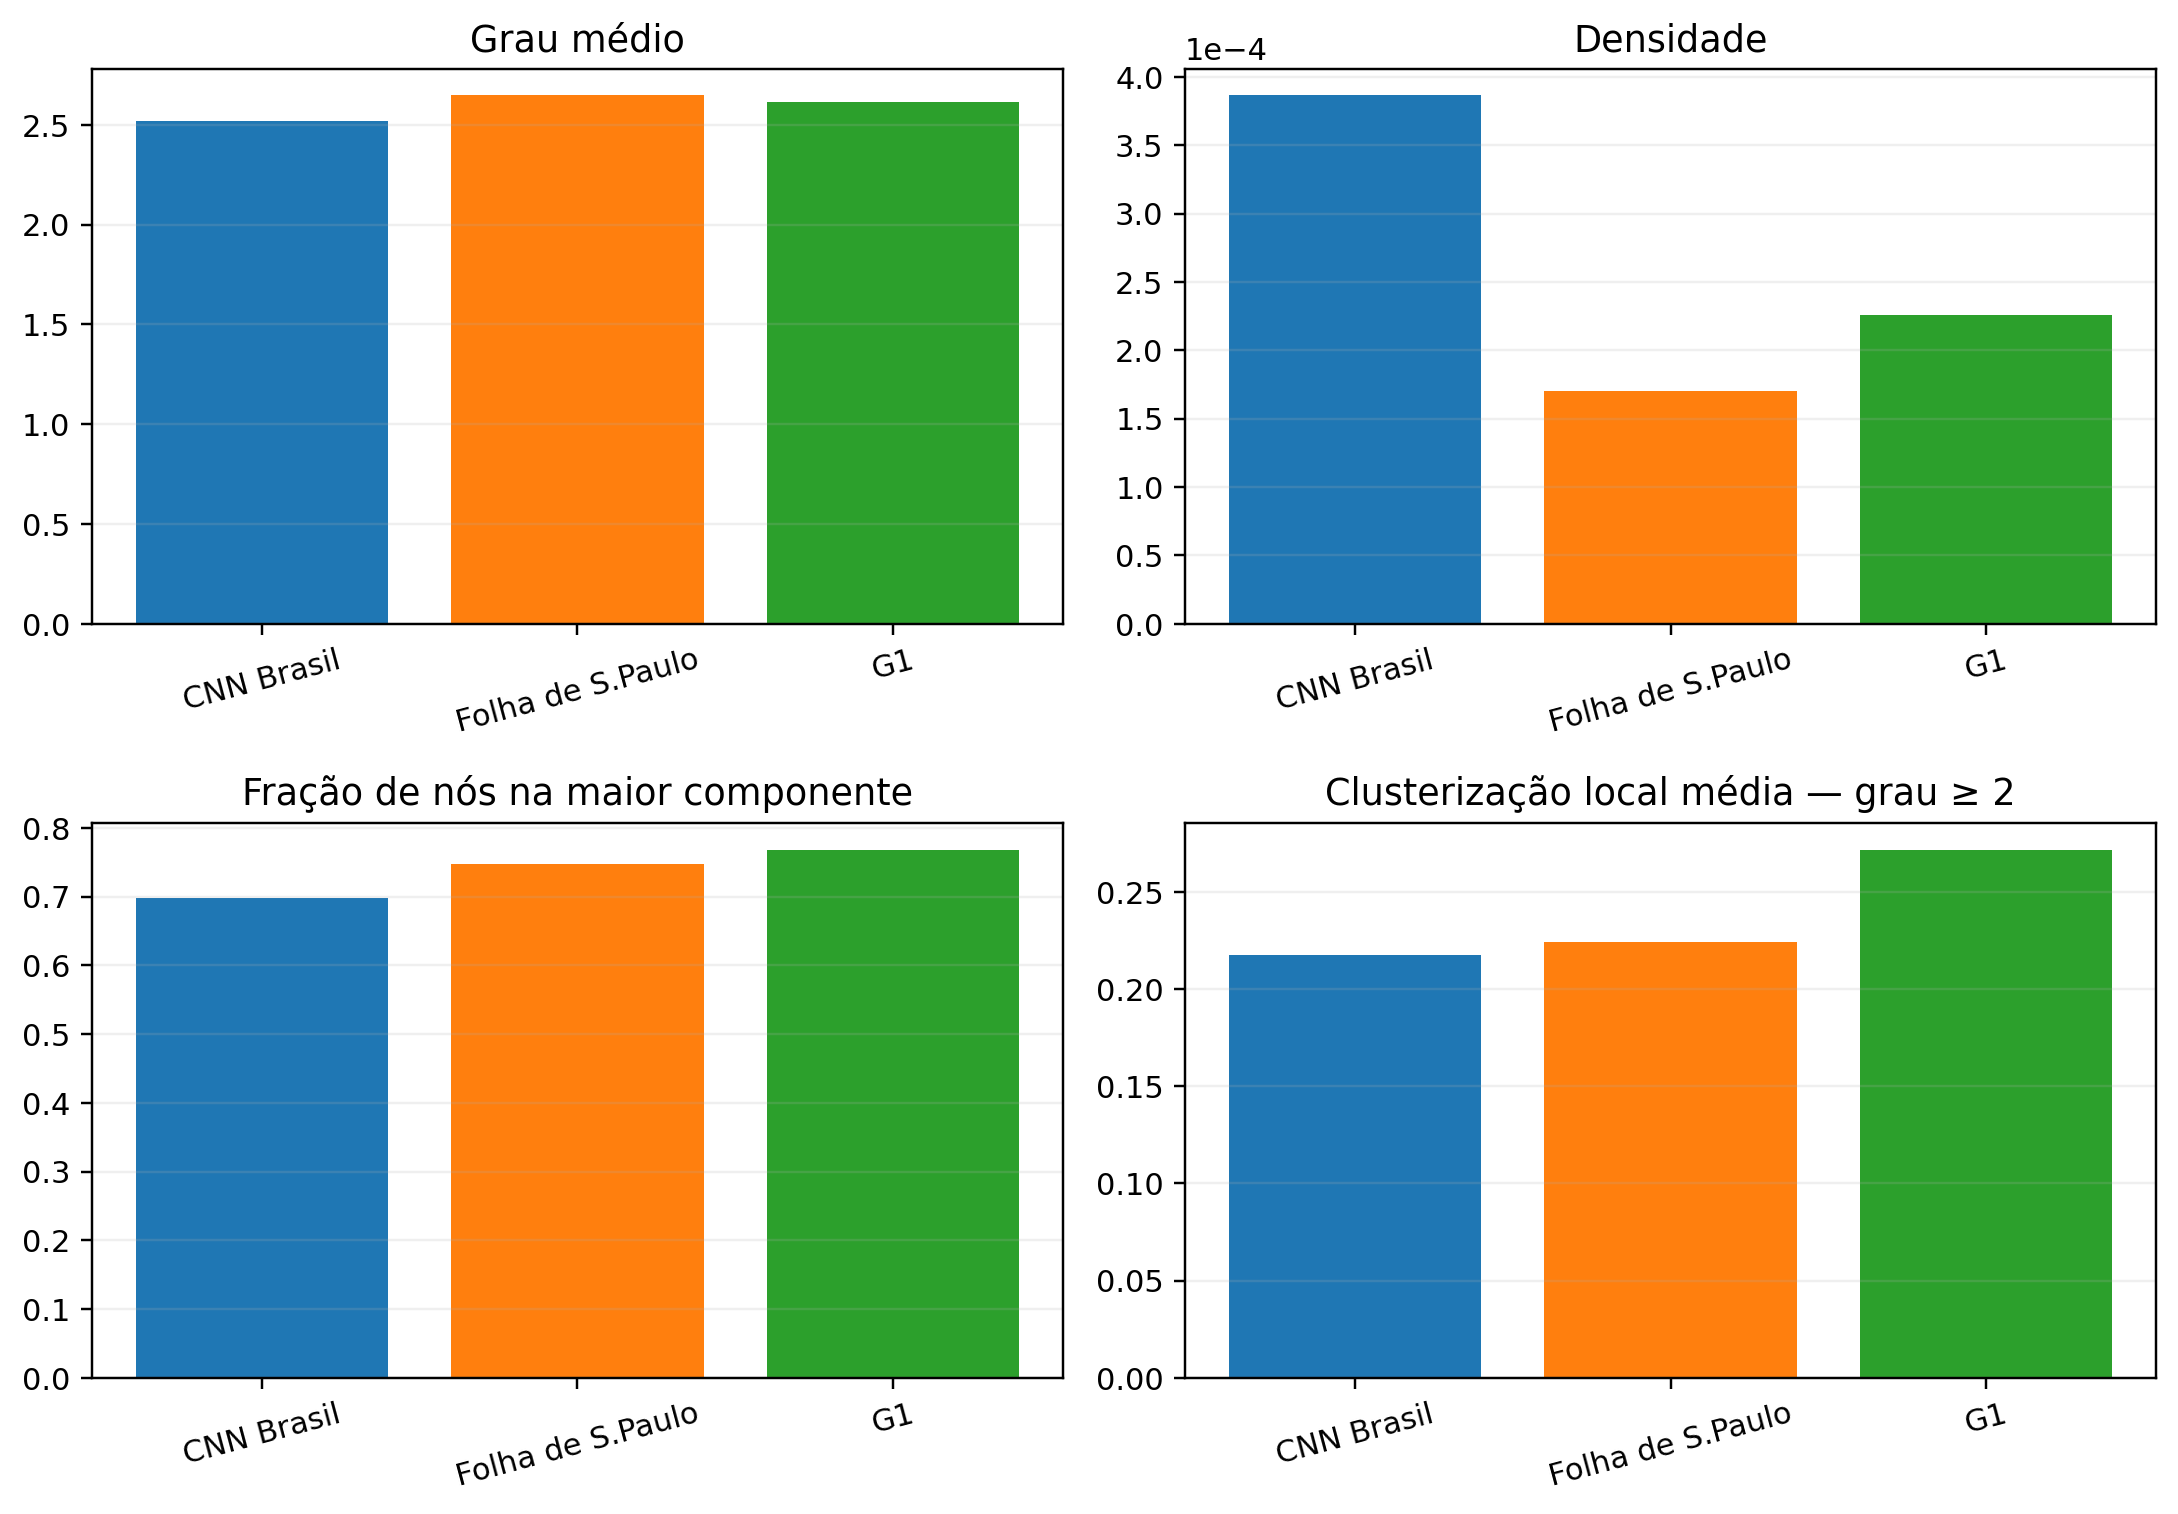 Grau médio
2.5
2.0
1.5
1.0
0.5
0.0
CNN Brasil
Folha de S.Paulo
G1
Densidade
1e−4
4.0
3.5
3.0
2.5
2.0
1.5
1.0
0.5
0.0
CNN Brasil
Folha de S.Paulo
G1
Fração de nós na maior componente
0.8
0.7
0.6
0.5
0.4
0.3
0.2
0.1
0.0
CNN Brasil
Folha de S.Paulo
G1
Clusterização local média — grau ≥ 2
0.25
0.20
0.15
0.10
0.05
0.00
CNN Brasil
Folha de S.Paulo
G1